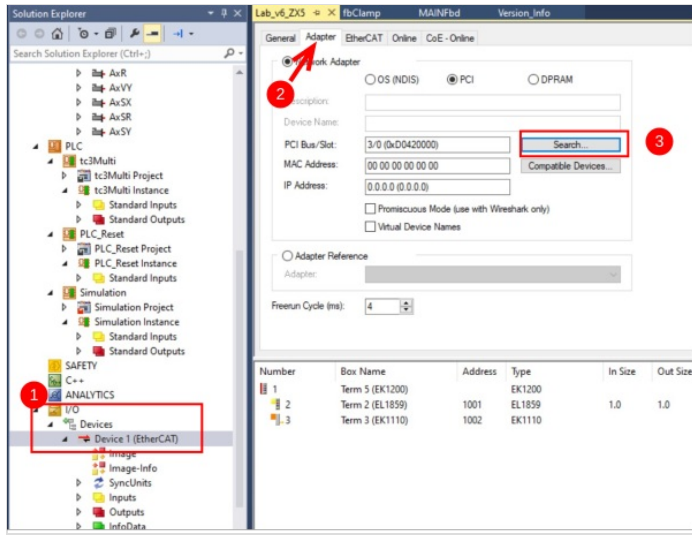 Solution Explorer
Search Solution Explorer (Ctrl+;)
AxR
AxVY
AxSX
AxSR
AxSY
PLC
tc3Multi
tc3Multi Project
tc3Multi Instance
Standard Inputs
Standard Outputs
PLC_Reset
PLC_Reset Project
PLC_Reset Instance
Standard Inputs
Simulation
Simulation Project
Simulation Instance
Standard Inputs
Standard Outputs
SAFETY
C++
1
ANALYTICS
I/O
Devices
Device 1 (EtherCAT)
Image
Image-Info
SyncUnits
Inputs
Outputs
InfoData
Lab_v6_ZX5 fbClamp MAINFbd Version_Info
General Adapter EtherCAT Online CoE - Online
Network Adapter
2
OS (NDIS) PCI DPRAM
Device Name:
PCI Bus/Slot: 3/0 (0xD0420000) Search... 3
MAC Address: 00 00 00 00 00 00 Compatible Devices...
IP Address: 0.0.0.0 (0.0.0.0)
Promiscuous Mode (use with Wireshark only)
Virtual Device Names
Adapter Reference
Adapter:
Freerun Cycle (ms): 4
Number Box Name Address Type In Size Out Size
1 Term 5 (EK1200) EK1200
2 Term 2 (EL1859) 1001 EL1859 1.0 1.0
3 Term 3 (EK1110) 1002 EK1110